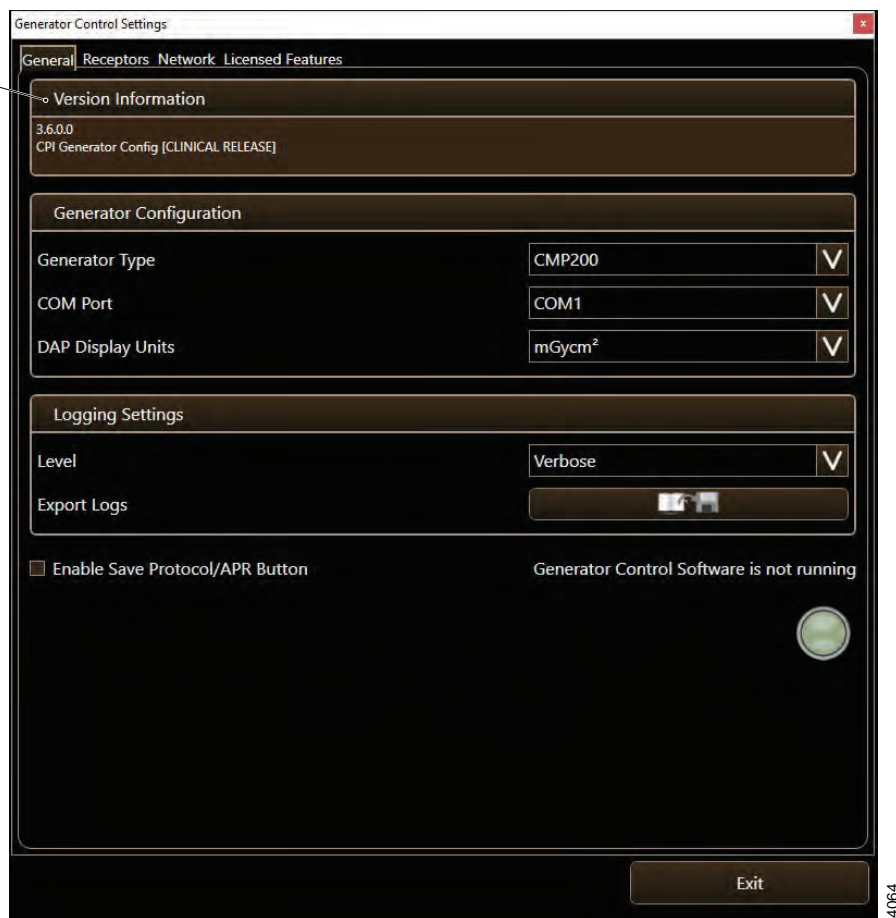 Generator Control Settings
x
General Receptors Network Licensed Features
Version Information
3.6.0.0
CPI Generator Config [CLINICAL RELEASE]
Generator Configuration
Generator Type CMP200 V
COM Port COM1 V
DAP Display Units mGycm² V
Logging Settings
Level Verbose V
Export Logs
Enable Save Protocol/APR Button Generator Control Software is not running
Exit
4064